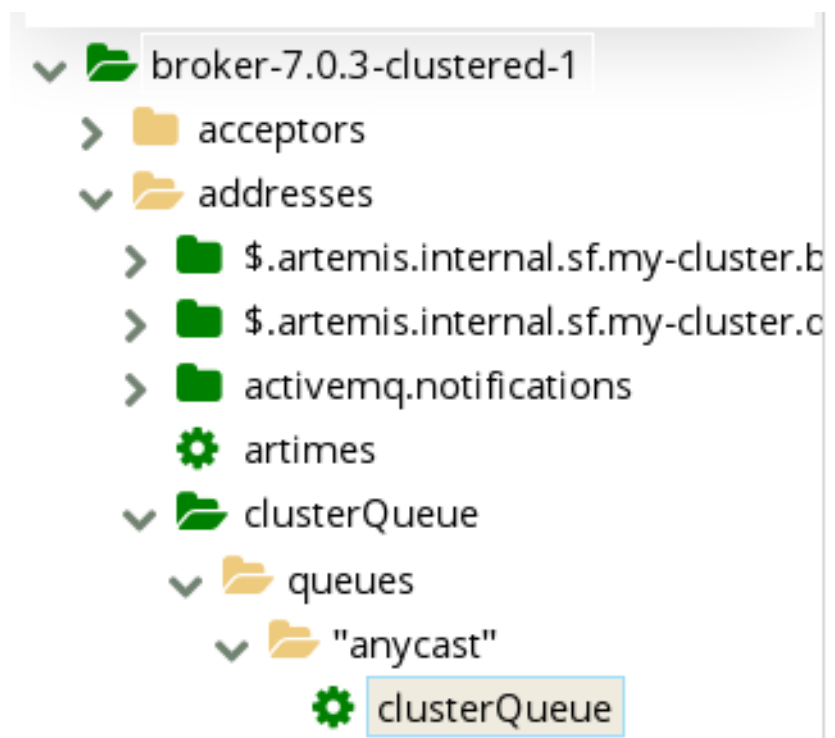 broker-7.0.3-clustered-1
acceptors
addresses
$.artemis.internal.sf.my-cluster.b
$.artemis.internal.sf.my-cluster.c
activemq.notifications
artimes
clusterQueue
queues
"anycast"
clusterQueue